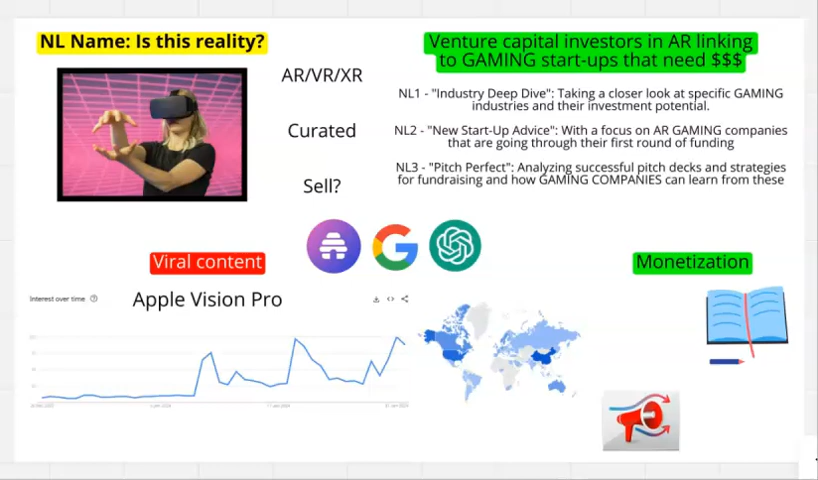 NL Name: Is this reality?
AR/VR/XR
Curated
Sell?
Venture capital investors in AR linking
to GAMING start-ups that need $$$
NL1 - "Industry Deep Dive": Taking a closer look at specific GAMING
industries and their investment potential.
NL2 - "New Start-Up Advice": With a focus on AR GAMING companies
that are going through their first round of funding
NL3 - "Pitch Perfect": Analyzing successful pitch decks and strategies
for fundraising and how GAMING COMPANIES can learn from these
Viral content
Monetization
Interest over time
Apple Vision Pro